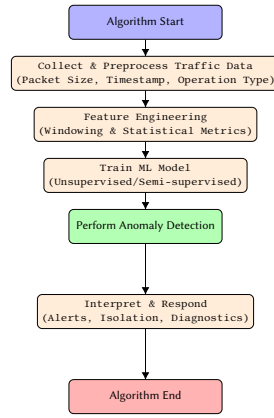 Algorithm Start
Collect & Preprocess Traffic Data
(Packet Size, Timestamp, Operation Type)
Feature Engineering
(Windowing & Statistical Metrics)
Train ML Model
(Unsupervised/Semi-supervised)
Perform Anomaly Detection
Interpret & Respond
(Alerts, Isolation, Diagnostics)
Algorithm End